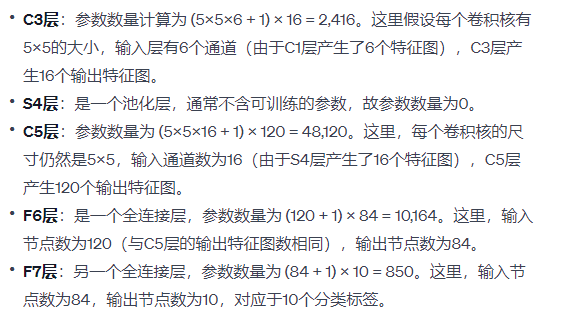 • C3层：参数数量计算为 (5×5×6 + 1) × 16 = 2,416。这里假设每个卷积核有
5×5的大小，输入层有6个通道（由于C1层产生了6个特征图），C3层产
生16个输出特征图。
• S4层：是一个池化层，通常不含可训练的参数，故参数数量为0。
• C5层：参数数量为 (5×5×16 + 1) × 120 = 48,120。这里，每个卷积核的尺
寸仍然是5×5，输入通道数为16（由于S4层产生了16个特征图），C5层
产生120个输出特征图。
• F6层：是一个全连接层，参数数量为 (120 + 1) × 84 = 10,164。这里，输入
节点数为120（与C5层的输出特征图数相同），输出节点数为84。
• F7层：另一个全连接层，参数数量为 (84 + 1) × 10 = 850。这里，输入节
点数为84，输出节点数为10，对应于10个分类标签。